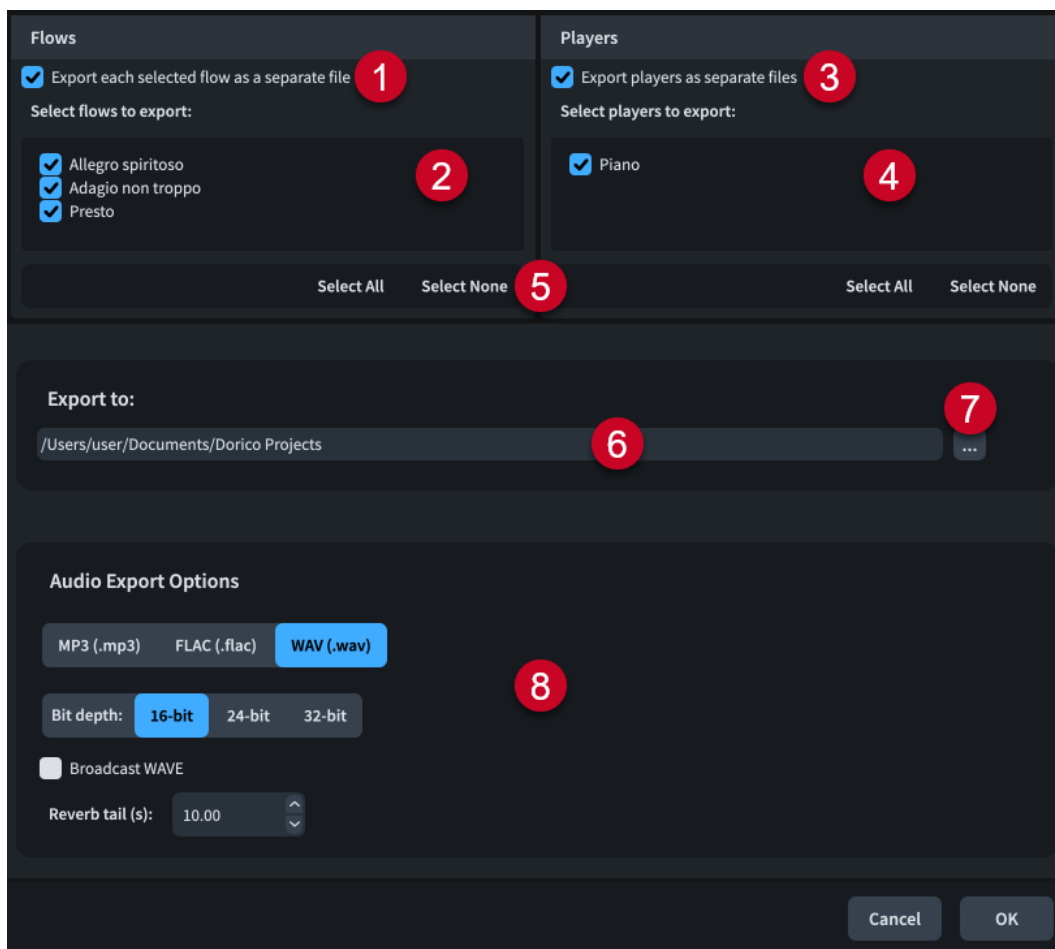 Flows
Export each selected flow as a separate file
1
Select flows to export:
Allegro spiritoso
Adagio non troppo
Presto
2
Select All Select None
5
Players
Export players as separate files
3
Select players to export:
Piano
4
Select All Select None
Export to:
7
/Users/user/Documents/Dorico Projects
6
...
Audio Export Options
MP3 (.mp3) FLAC (.flac) WAV (.wav)
8
Bit depth: 16-bit 24-bit 32-bit
Broadcast WAVE
Reverb tail (s): 10.00
Cancel OK